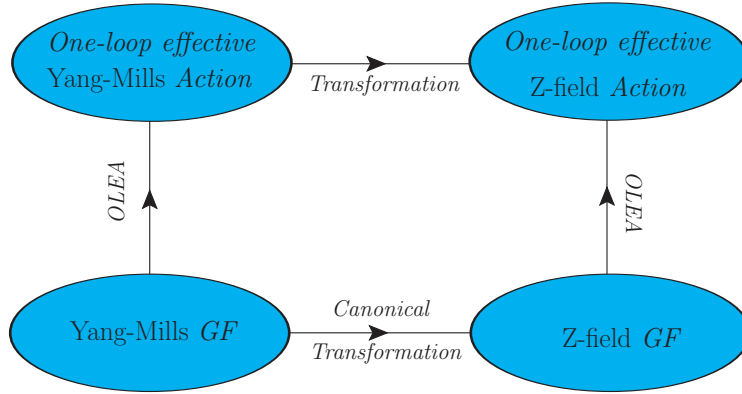 One-loop effective
Yang-Mills Action
Transformation
One-loop effective
Z-field Action
OLEA
OLEA
Yang-Mills GF
Canonical
Transformation
Z-field GF